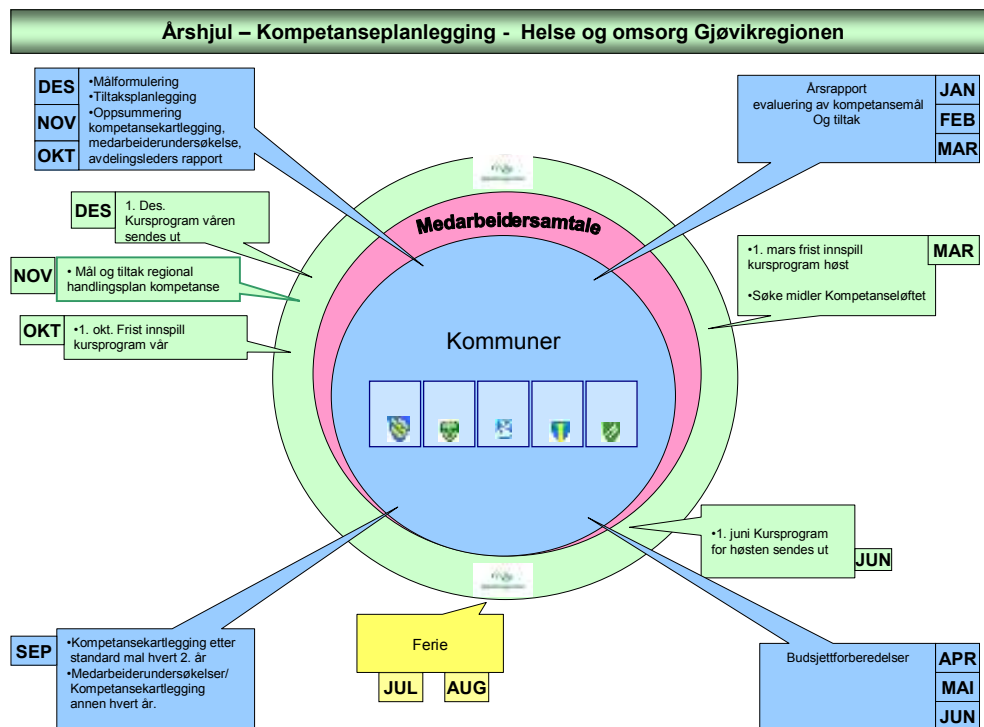 Årshjul – Kompetanseplanlegging - Helse og omsorg Gjøvikregionen
DES
NOV
OKT
•Målformulering
•Tiltaksplanlegging
•Oppsummering
kompetansekartlegging,
medarbeiderundersøkelse,
avdelingsleders rapport
Årsrapport
evaluering av kompetansemål
Og tiltak
JAN
FEB
MAR
DES
1. Des.
Kursprogram våren
sendes ut
NOV
• Mål og tiltak regional
handlingsplan kompetanse
OKT
•1. okt. Frist innspill
kursprogram vår
Medarbeidersamtale
Kommuner
•1. mars frist innspill
kursprogram høst
•Søke midler Kompetanseløftet
MAR
•1. juni Kursprogram
for høsten sendes ut
JUN
SEP
•Kompetansekartlegging etter
standard mal hvert 2. år
•Medarbeiderundersøkelser/
Kompetansekartlegging
annen hvert år.
Ferie
JUL
AUG
Budsjettforberedelser
APR
MAI
JUN